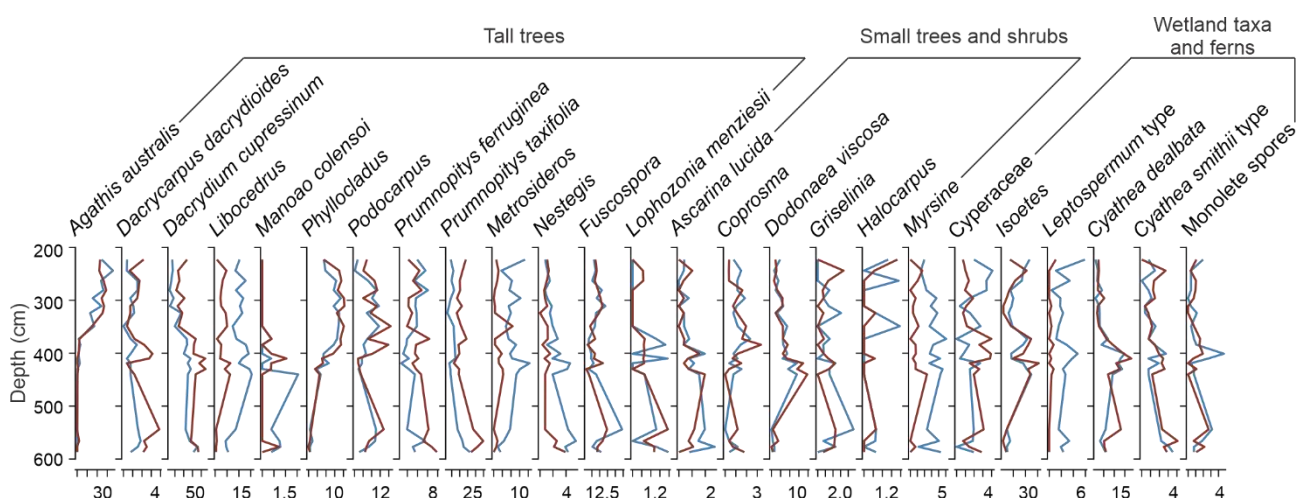 Tall trees
Small trees and shrubs
Wetland taxa
and ferns
Agathis australis
Dacrycarpus dacrydioides
Dacrydium cupressinum
Libocedrus
Manoao colensoi
Phyllocladus
Podocarpus
Prumnopitys ferruginea
Prumnopitys taxifolia
Metrosideros
Nestegis
Fuscospora
Lophozonia menziesii
Ascarina lucida
Coprosma
Dodonaea viscosa
Griselinia
Halocarpus
Myrsine
Cyperaceae
Isoetes
Leptospermum type
Cyathea dealbata
Cyathea smithii type
Monolete spores
Depth (cm)
200
300
400
500
600
30 4 50 15 1.5 10 12 8 25 10 4 12.5 1.2 2 3 10 2.0 1.2 5 4 30 6 15 4 4